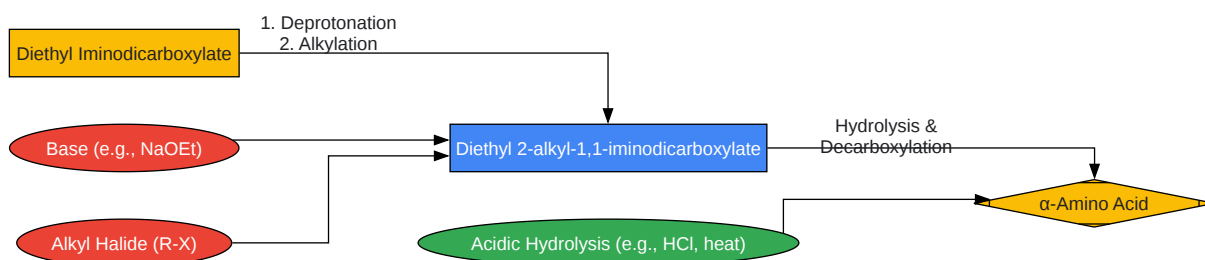 1. Deprotonation
2. Alkylation
Diethyl Iminodicarboxylate
Base (e.g., NaOEt)
Diethyl 2-alkyl-1,1-iminodicarboxylate
Hydrolysis &
Decarboxylation
α-Amino Acid
Alkyl Halide (R-X)
Acidic Hydrolysis (e.g., HCl, heat)